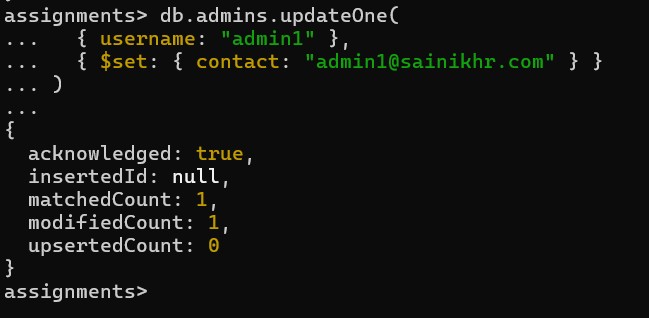 assignments> db.admins.updateOne(
...   { username: "admin1" },
...   { $set: { contact: "admin1@sainikhr.com" } }
... )
...
{
  acknowledged: true,
  insertedId: null,
  matchedCount: 1,
  modifiedCount: 1,
  upsertedCount: 0
}
assignments>